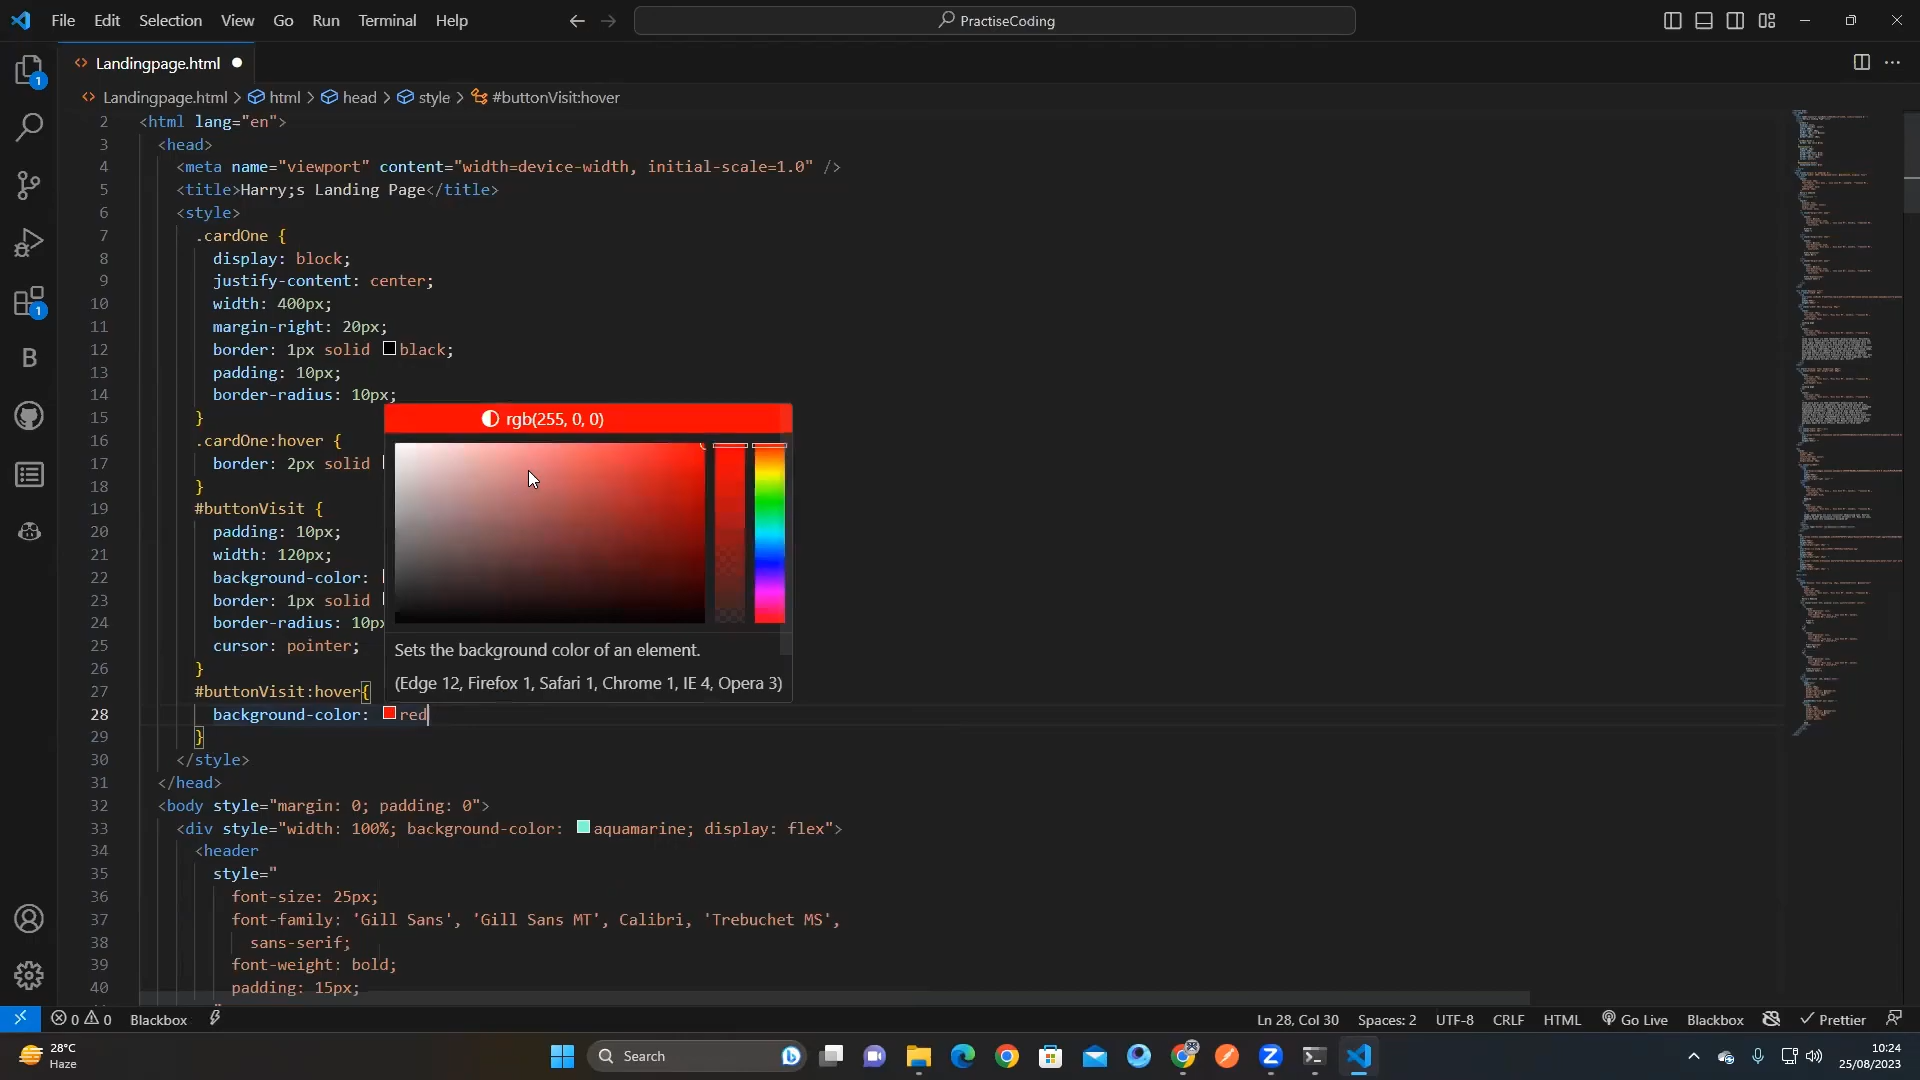 File Edit Selection View Go Run Terminal Help
PractiseCoding
Landingpage.html
Landingpage.html > html > head > style > #buttonVisit:hover
2 <html lang="en">
3 <head>
4 <meta name="viewport" content="width=device-width, initial-scale=1.0" />
5 <title>Harry;s Landing Page</title>
6 <style>
7 .cardOne {
8 display: block;
9 justify-content: center;
10 width: 400px;
11 margin-right: 20px;
12 border: 1px solid black;
13 padding: 10px;
14 border-radius: 10px;
15 }
rgb(255, 0, 0)
16 .cardOne:hover {
17 border: 2px solid
18 }
19 #buttonVisit {
20 padding: 10px;
21 width: 120px;
22 background-color:
23 border: 1px solid
24 border-radius: 10px
25 cursor: pointer;
Sets the background color of an element.
(Edge 12, Firefox 1, Safari 1, Chrome 1, IE 4, Opera 3)
26 }
27 #buttonVisit:hover{
28 background-color: red
29 }
30 </style>
31 </head>
32 <body style="margin: 0; padding: 0">
33 <div style="width: 100%; background-color: aquamarine; display: flex">
34 <header
35 style="
36 font-size: 25px;
37 font-family: 'Gill Sans', 'Gill Sans MT', Calibri, 'Trebuchet MS',
38 sans-serif;
39 font-weight: bold;
40 padding: 15px;
0 0 Blackbox Ln 28, Col 30 Spaces: 2 UTF-8 CRLF HTML Go Live Blackbox Prettier
28°C
Haze
Search
10:24
25/08/2023